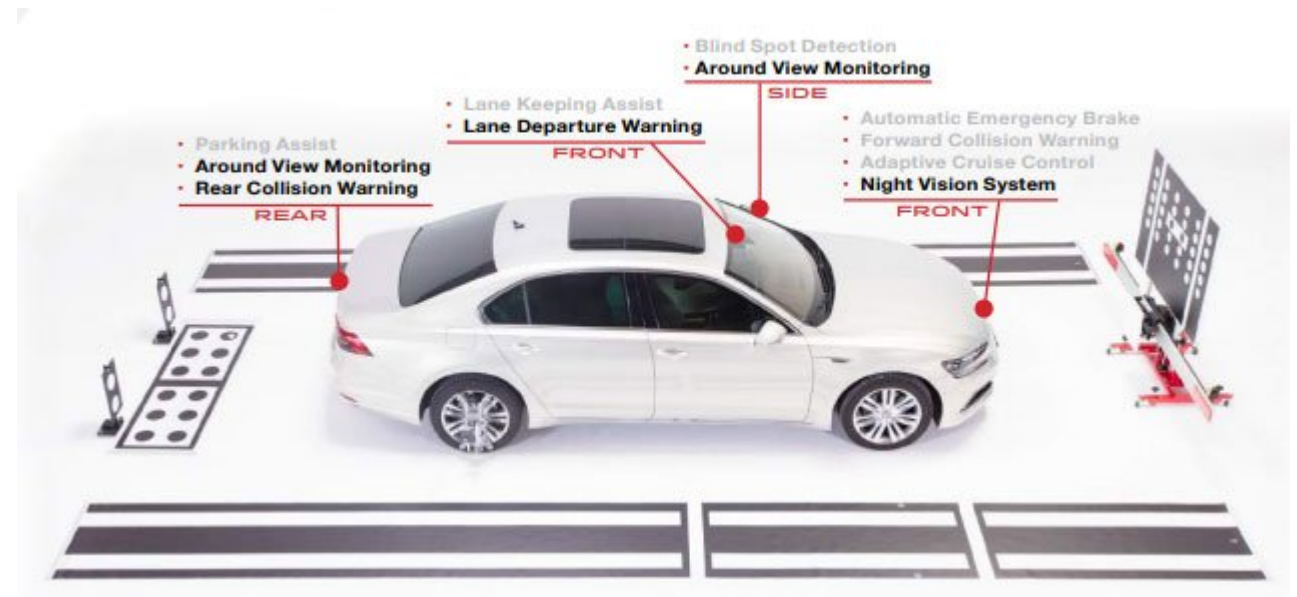 • Blind Spot Detection
• Around View Monitoring
SIDE
• Lane Keeping Assist
• Lane Departure Warning
FRONT
• Automatic Emergency Brake
• Forward Collision Warning
• Adaptive Cruise Control
• Night Vision System
FRONT
• Parking Assist
• Around View Monitoring
• Rear Collision Warning
REAR